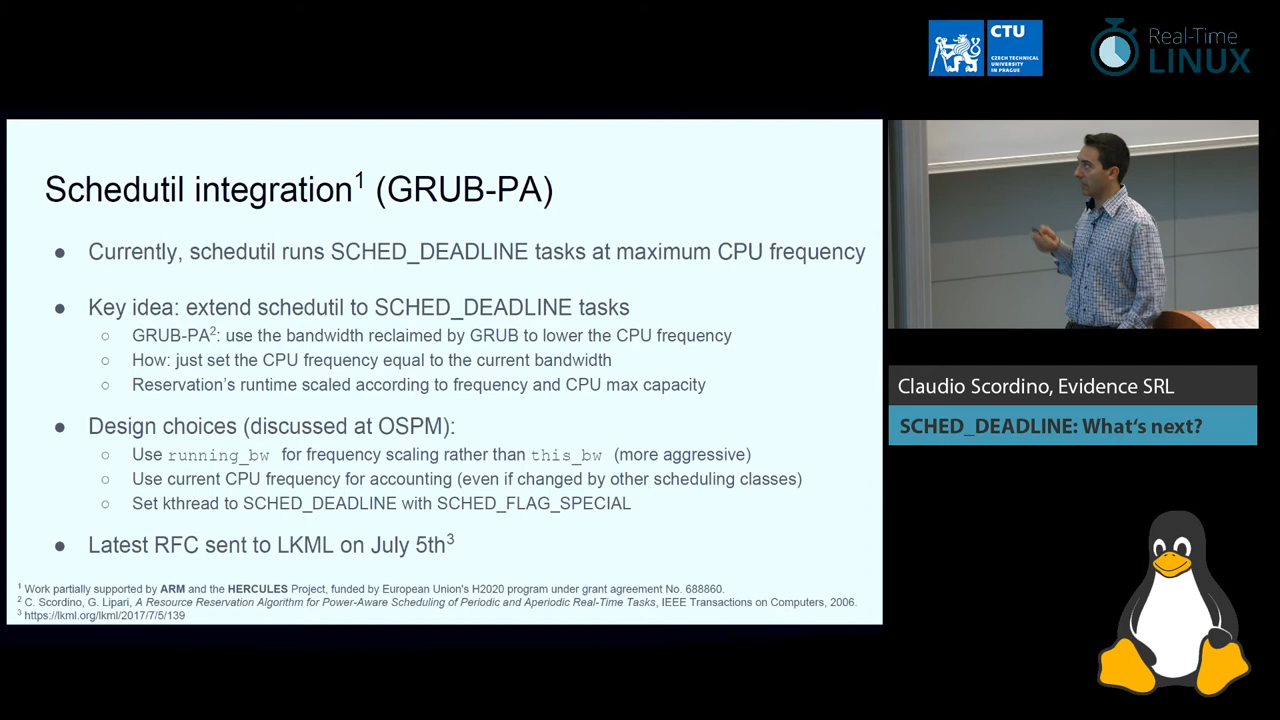 CTU
CZECH TECHNICAL
UNIVERSITY
IN PRAGUE
Real-Time
LINUX
Schedutil integration¹ (GRUB-PA)
● Currently, schedutil runs SCHED_DEADLINE tasks at maximum CPU frequency
● Key idea: extend schedutil to SCHED_DEADLINE tasks
○ GRUB-PA²: use the bandwidth reclaimed by GRUB to lower the CPU frequency
○ How: just set the CPU frequency equal to the current bandwidth
○ Reservation's runtime scaled according to frequency and CPU max capacity
● Design choices (discussed at OSPM):
○ Use running_bw for frequency scaling rather than this_bw (more aggressive)
○ Use current CPU frequency for accounting (even if changed by other scheduling classes)
○ Set kthread to SCHED_DEADLINE with SCHED_FLAG_SPECIAL
● Latest RFC sent to LKML on July 5th³
¹ Work partially supported by ARM and the HERCULES Project, funded by European Union's H2020 program under grant agreement No. 688860.
² C. Scordino, G. Lipari, A Resource Reservation Algorithm for Power-Aware Scheduling of Periodic and Aperiodic Real-Time Tasks, IEEE Transactions on Computers, 2006.
³ https://lkml.org/lkml/2017/7/5/139
Claudio Scordino, Evidence SRL
SCHED_DEADLINE: What's next?